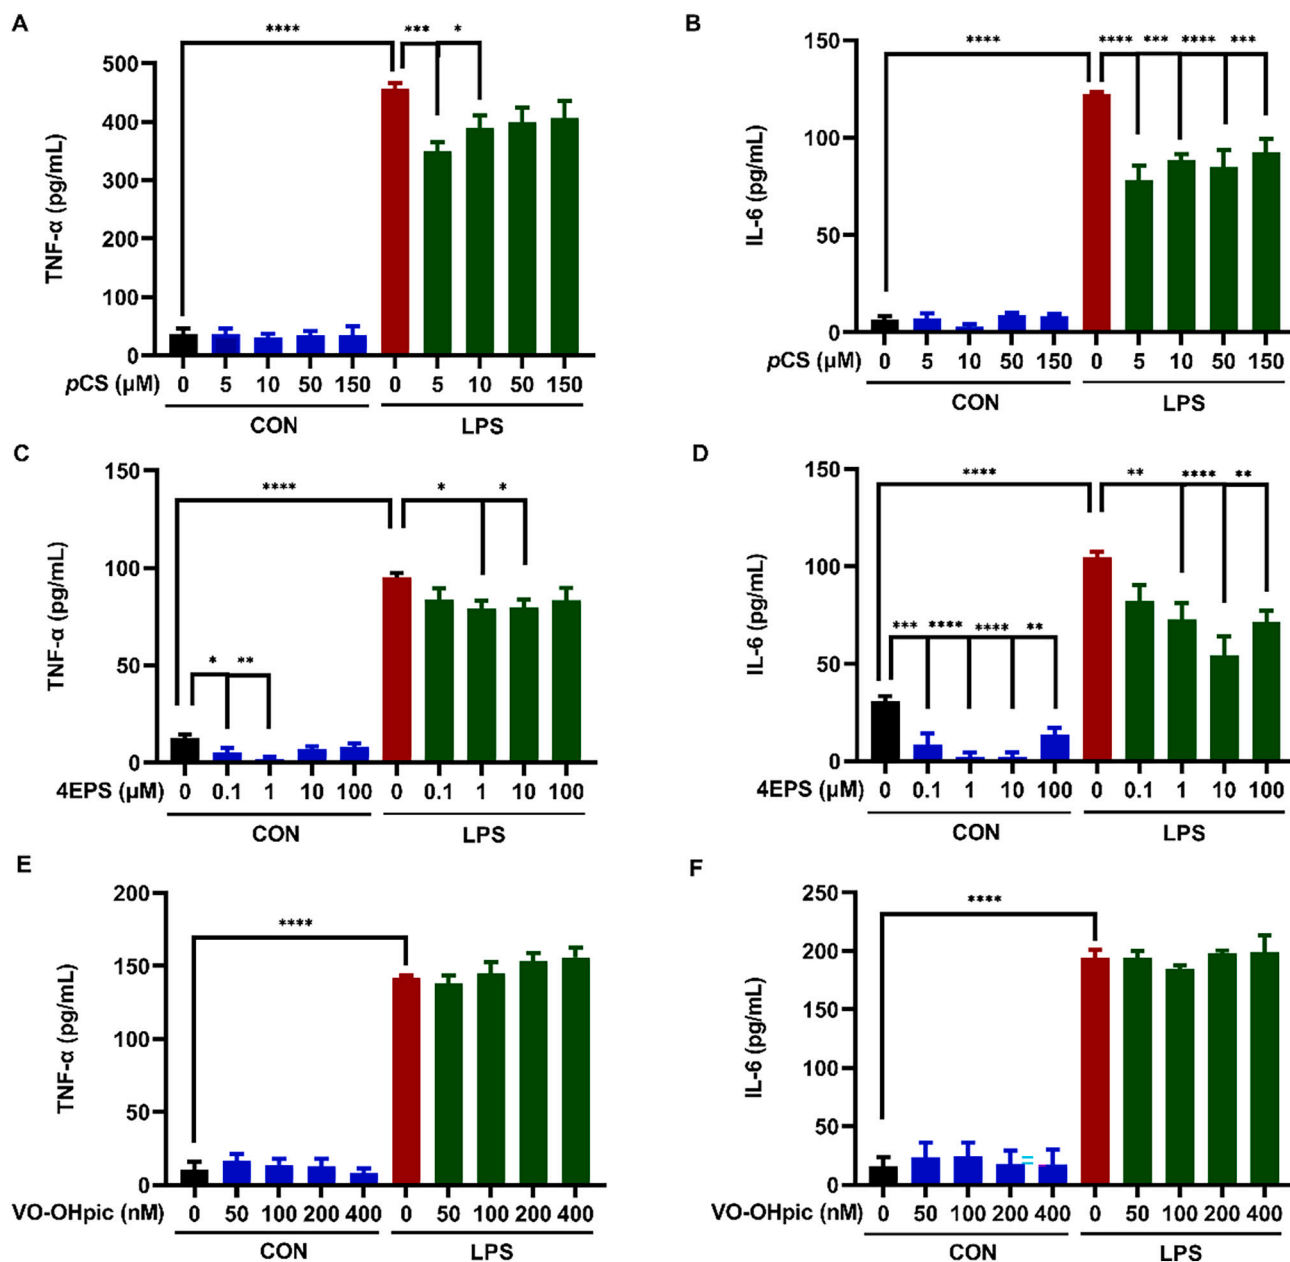 A
TNF-α (pg/mL)
500
400
300
200
100
0
**** *** *
pCS (μM) 0 5 10 50 150 0 5 10 50 150
CON LPS
B
IL-6 (pg/mL)
150
100
50
0
**** **** *** **** ***
pCS (μM) 0 5 10 50 150 0 5 10 50 150
CON LPS
C
TNF-α (pg/mL)
150
100
50
0
**** * *
* **
4EPS (μM) 0 0.1 1 10 100 0 0.1 1 10 100
CON LPS
D
IL-6 (pg/mL)
150
100
50
0
**** ** **** **
*** **** **** **
4EPS (μM) 0 0.1 1 10 100 0 0.1 1 10 100
CON LPS
E
TNF-α (pg/mL)
200
150
100
50
0
****
VO-OHpic (nM) 0 50 100 200 400 0 50 100 200 400
CON LPS
F
IL-6 (pg/mL)
250
200
150
100
50
0
****
VO-OHpic (nM) 0 50 100 200 400 0 50 100 200 400
CON LPS